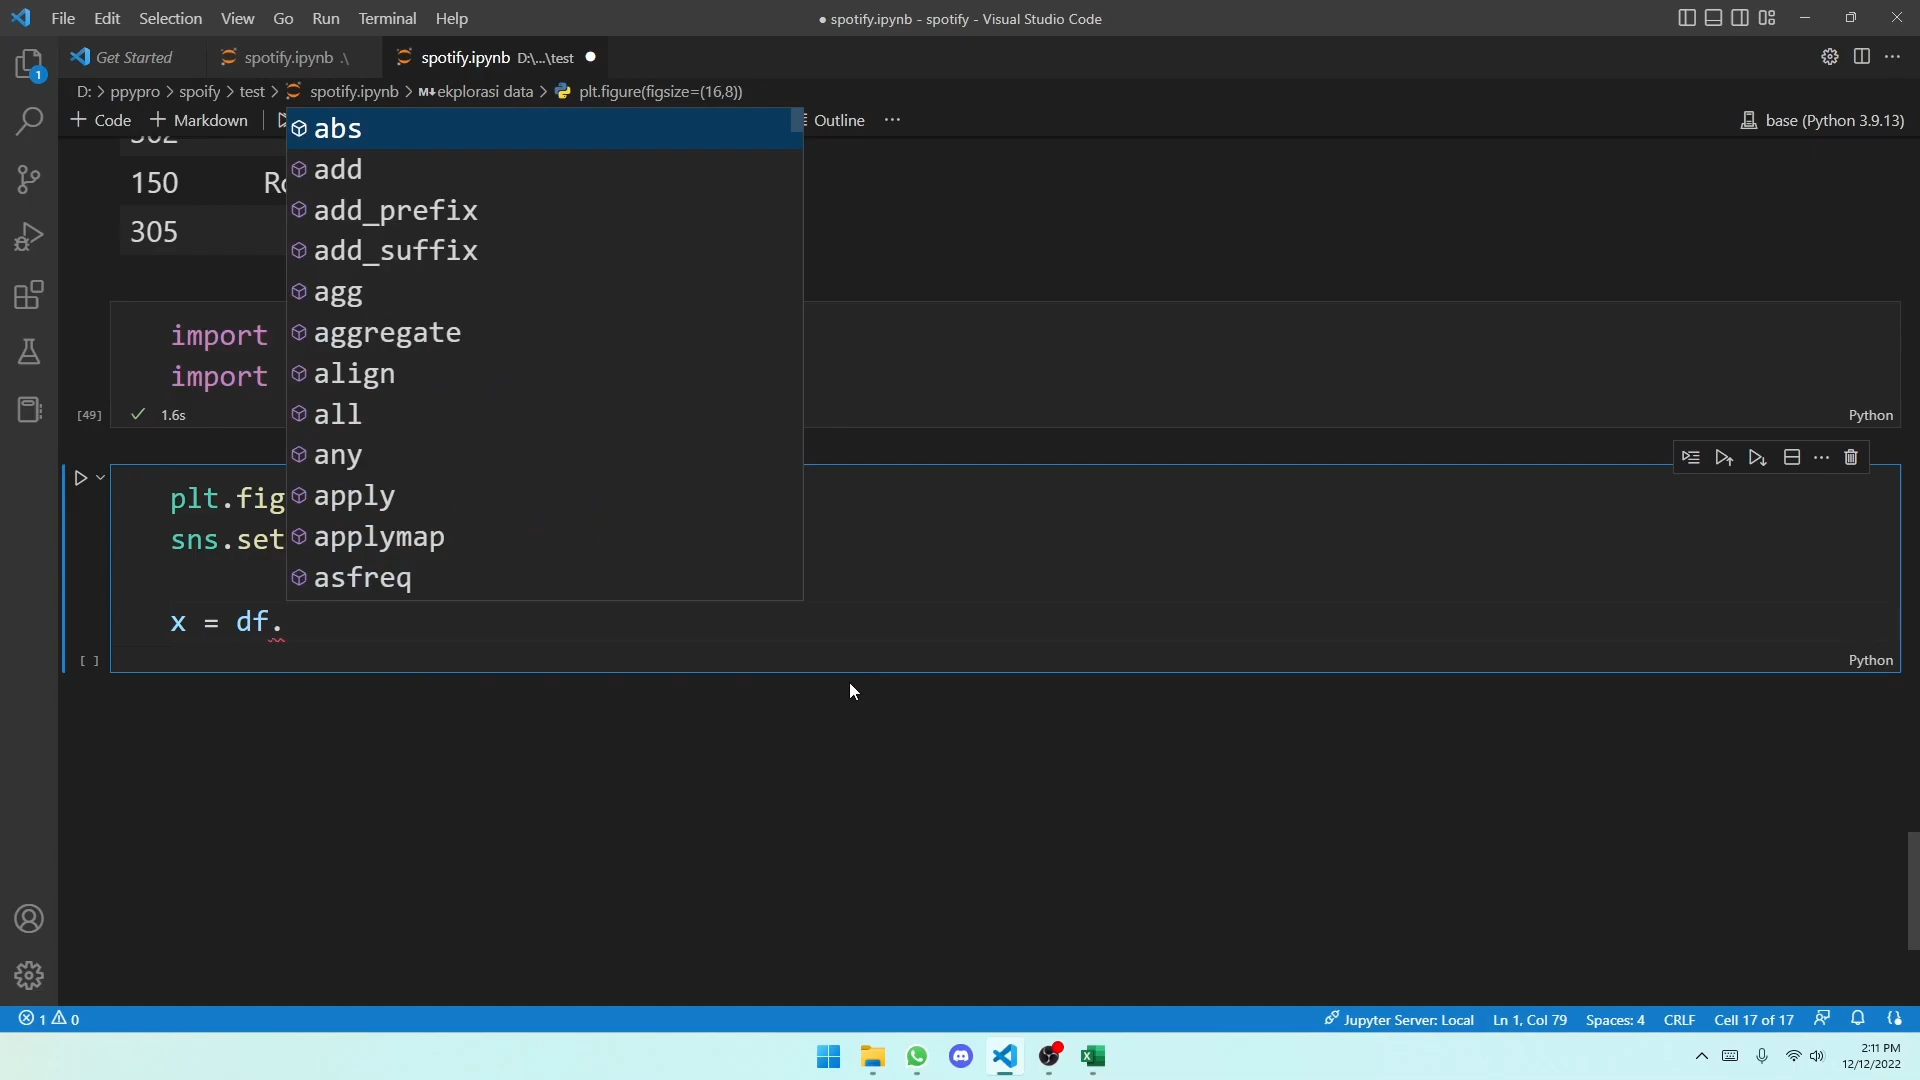 File Edit Selection View Go Run Terminal Help
● spotify.ipynb - spotify - Visual Studio Code
Get Started
spotify.ipynb .\
spotify.ipynb D:\...\test
D: > ppypro > spoify > test > spotify.ipynb > M↓ekplorasi data > plt.figure(figsize=(16,8))
+ Code + Markdown
Outline ...
base (Python 3.9.13)
150
305
abs
add
add_prefix
add_suffix
agg
aggregate
align
all
any
apply
applymap
asfreq
import
import
[49] 1.6s
Python
plt.fig
sns.set
x = df.
[ ]
Python
1
1 0
Jupyter Server: Local
Ln 1, Col 79
Spaces: 4
CRLF
Cell 17 of 17
2:11 PM
12/12/2022